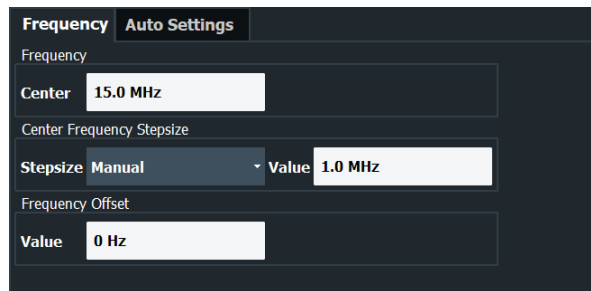 Frequency Auto Settings
Frequency
Center 15.0 MHz
Center Frequency Stepsize
Stepsize Manual Value 1.0 MHz
Frequency Offset
Value 0 Hz